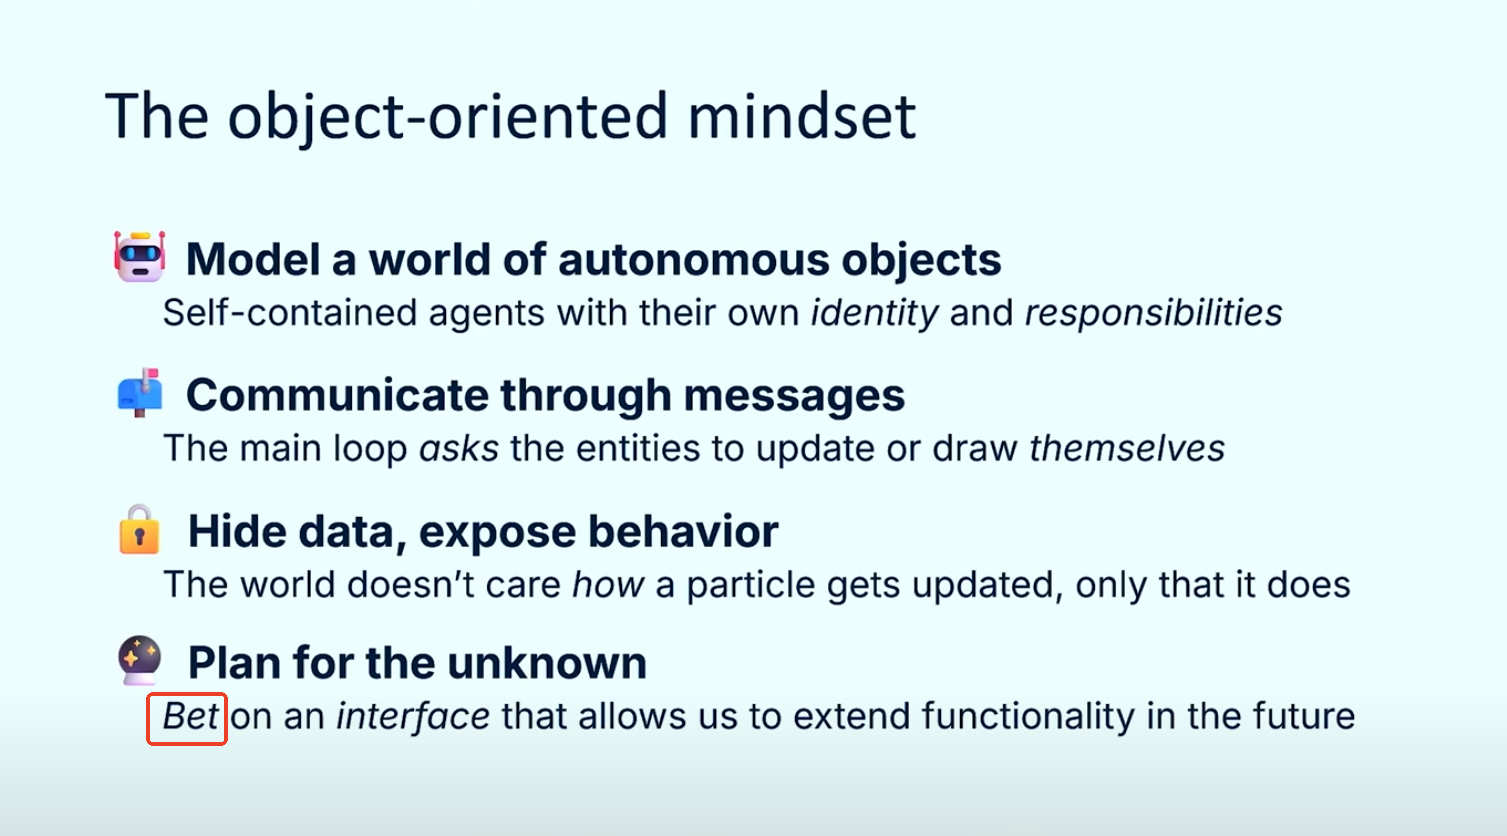 The object-oriented mindset
Model a world of autonomous objects
Self-contained agents with their own identity and responsibilities
Communicate through messages
The main loop asks the entities to update or draw themselves
Hide data, expose behavior
The world doesn’t care how a particle gets updated, only that it does
Plan for the unknown
Bet on an interface that allows us to extend functionality in the future